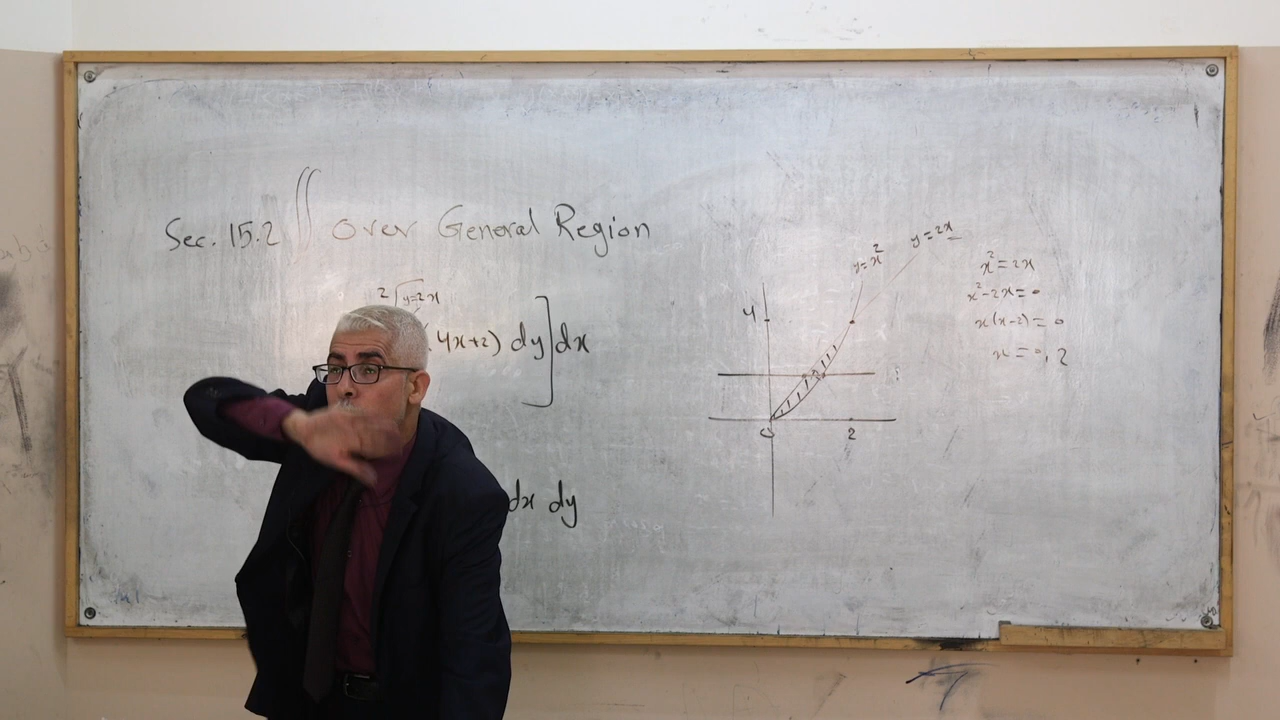 Sec. 15.2 ∬ over General Region
2 y=2x
4x+2) dy] dx
dx dy
y=x²
y=2x
4
0 2
x²=2x
x²-2x=0
x(x-2)=0
x=0,2